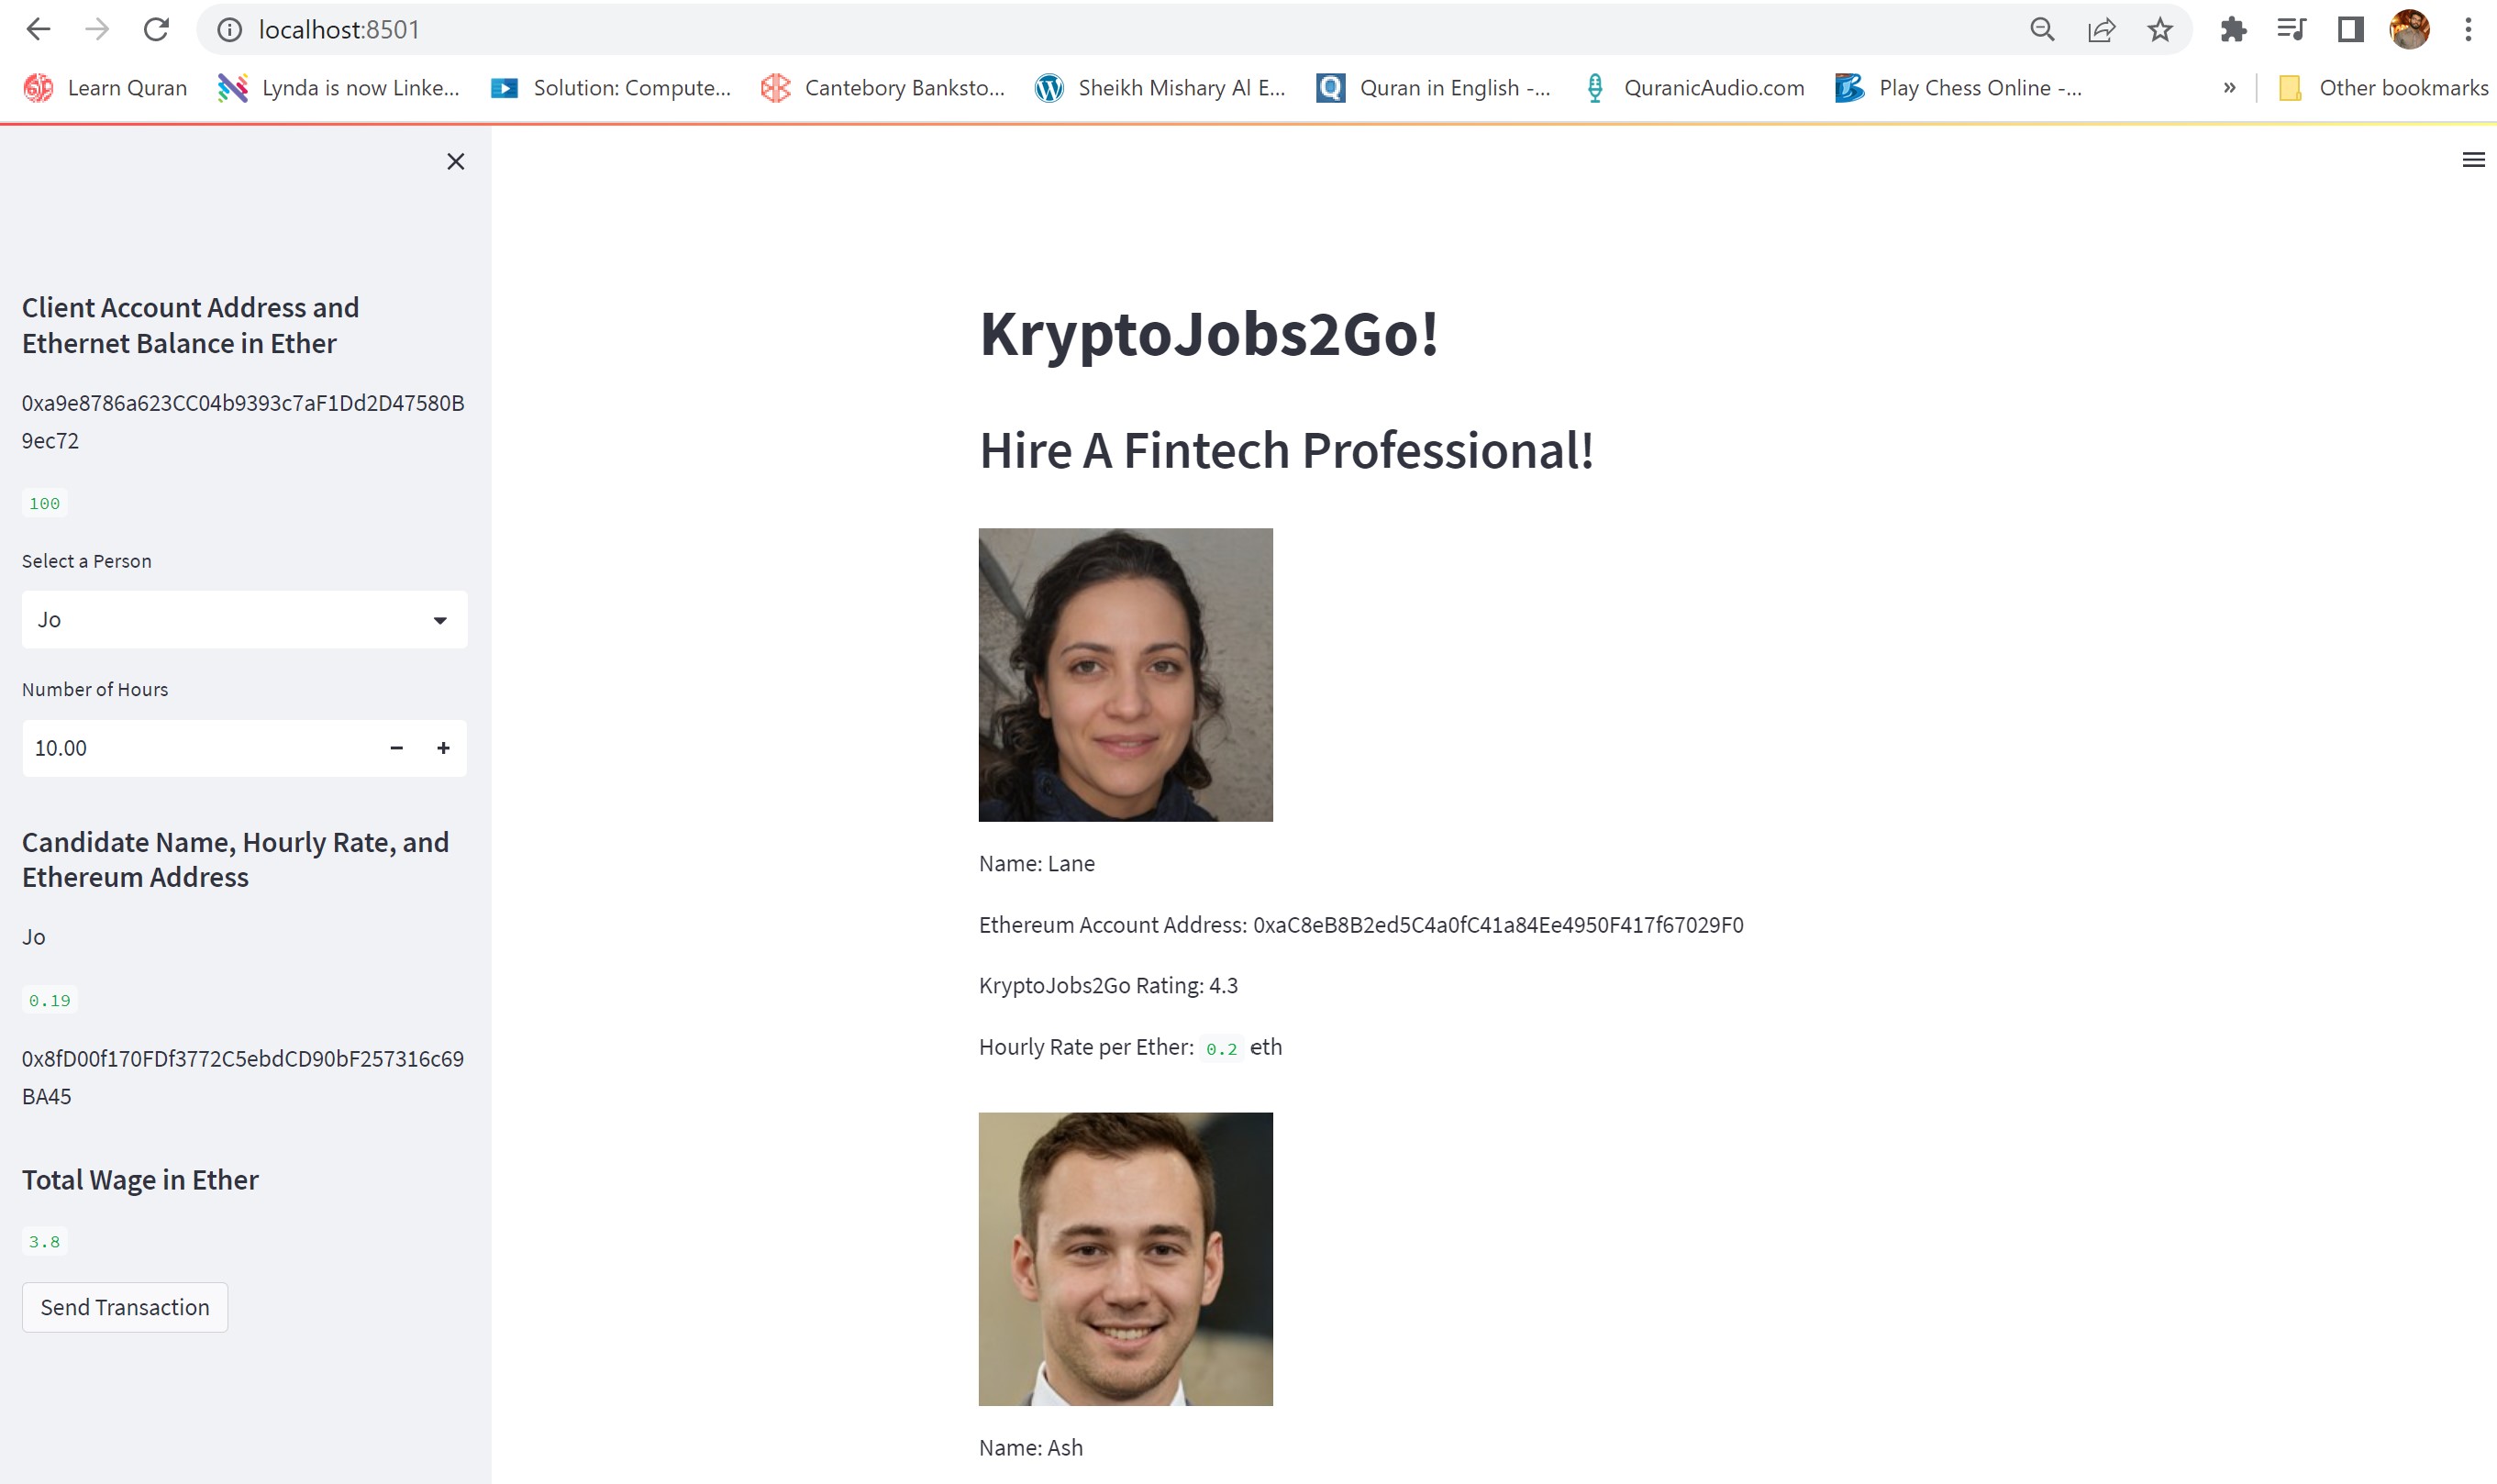 localhost:8501
Learn Quran
Lynda is now Linke...
Solution: Compute...
Cantebory Banksto...
Sheikh Mishary Al E...
Quran in English -...
QuranicAudio.com
Play Chess Online -...
»
Other bookmarks
Client Account Address and
Ethernet Balance in Ether
0xa9e8786a623CC04b9393c7aF1Dd2D47580B
9ec72
100
Select a Person
Jo
Number of Hours
10.00
Candidate Name, Hourly Rate, and
Ethereum Address
Jo
0.19
0x8fD00f170FDf3772C5ebdCD90bF257316c69
BA45
Total Wage in Ether
3.8
Send Transaction
KryptoJobs2Go!
Hire A Fintech Professional!
Name: Lane
Ethereum Account Address: 0xaC8eB8B2ed5C4a0fC41a84Ee4950F417f67029F0
KryptoJobs2Go Rating: 4.3
Hourly Rate per Ether: 0.2 eth
Name: Ash